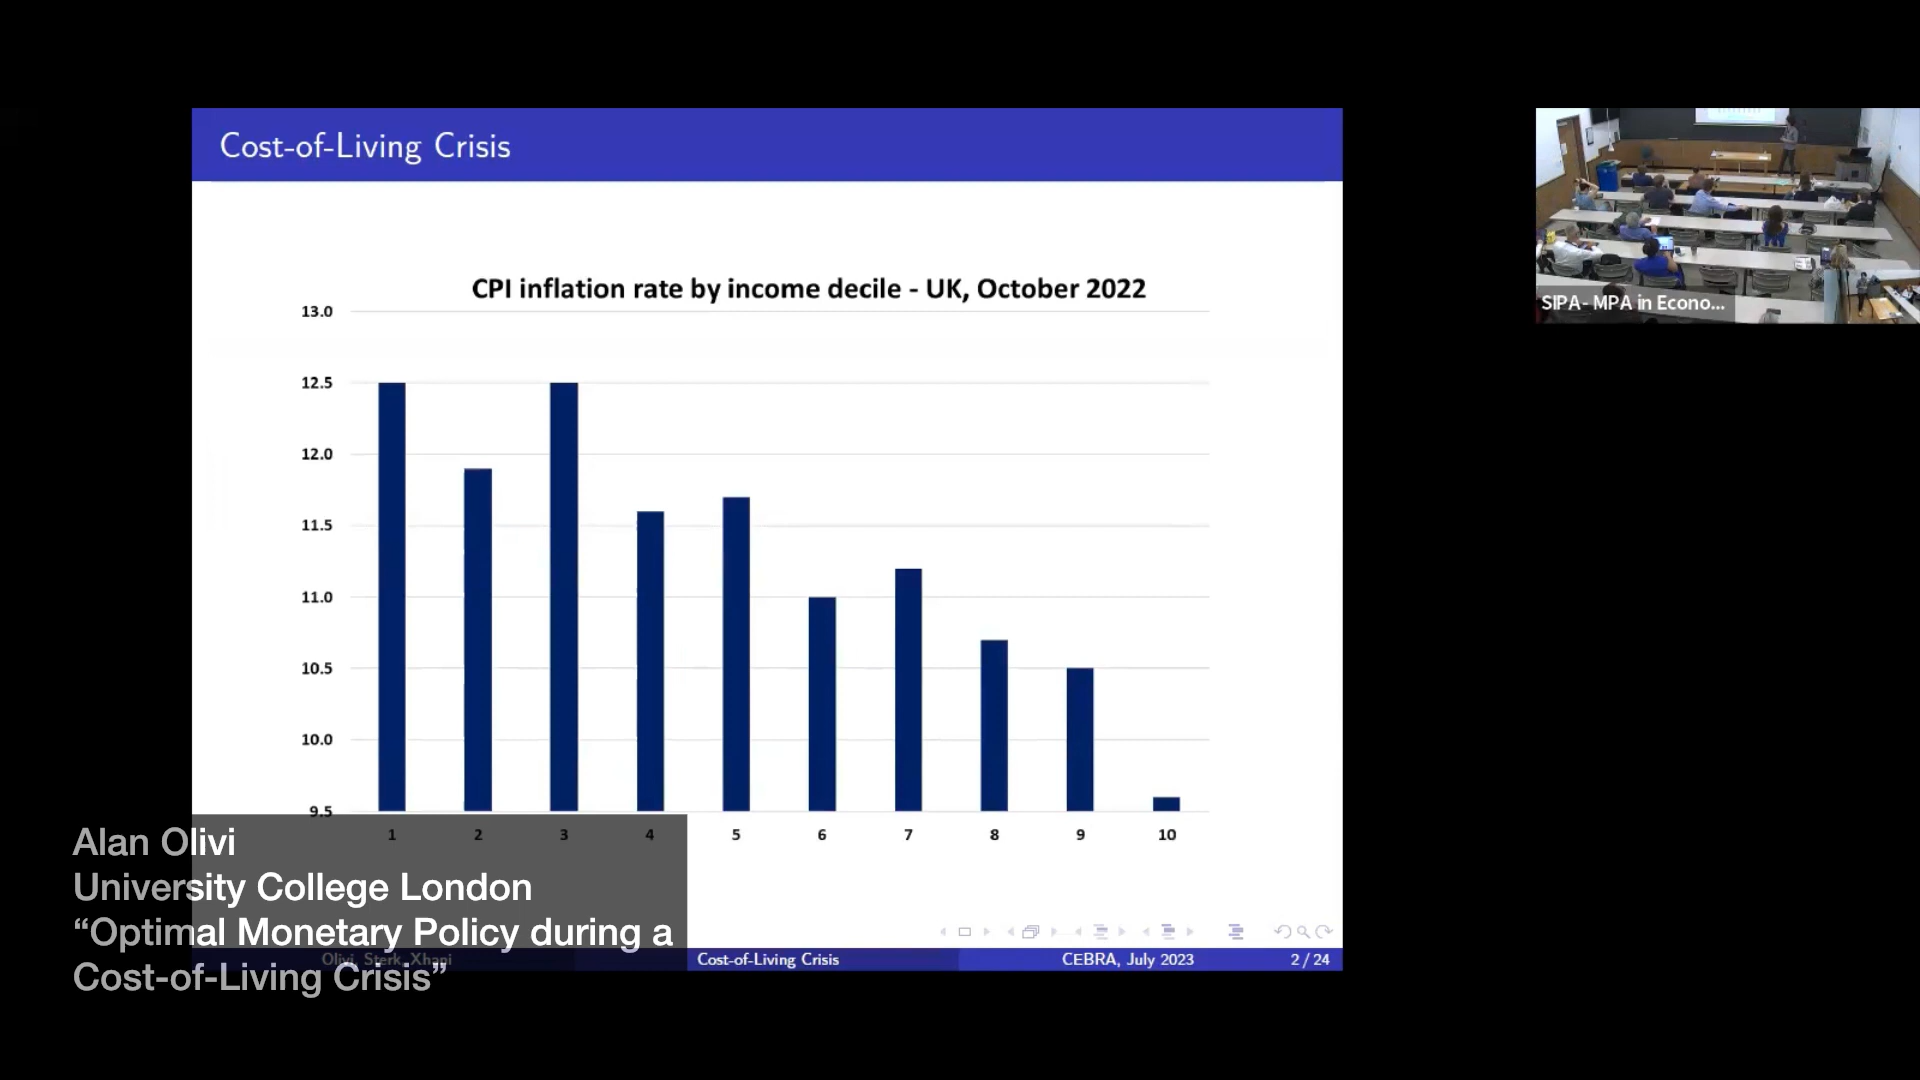 Cost-of-Living Crisis
CPI inflation rate by income decile - UK, October 2022
13.0
12.5
12.0
11.5
11.0
10.5
10.0
9.5
1 2 3 4 5 6 7 8 9 10
SIPA- MPA in Econo...
Alan Olivi
University College London
“Optimal Monetary Policy during a
Cost-of-Living Crisis”
Olivi, Sterk, Xhani
Cost-of-Living Crisis
CEBRA, July 2023
2 / 24